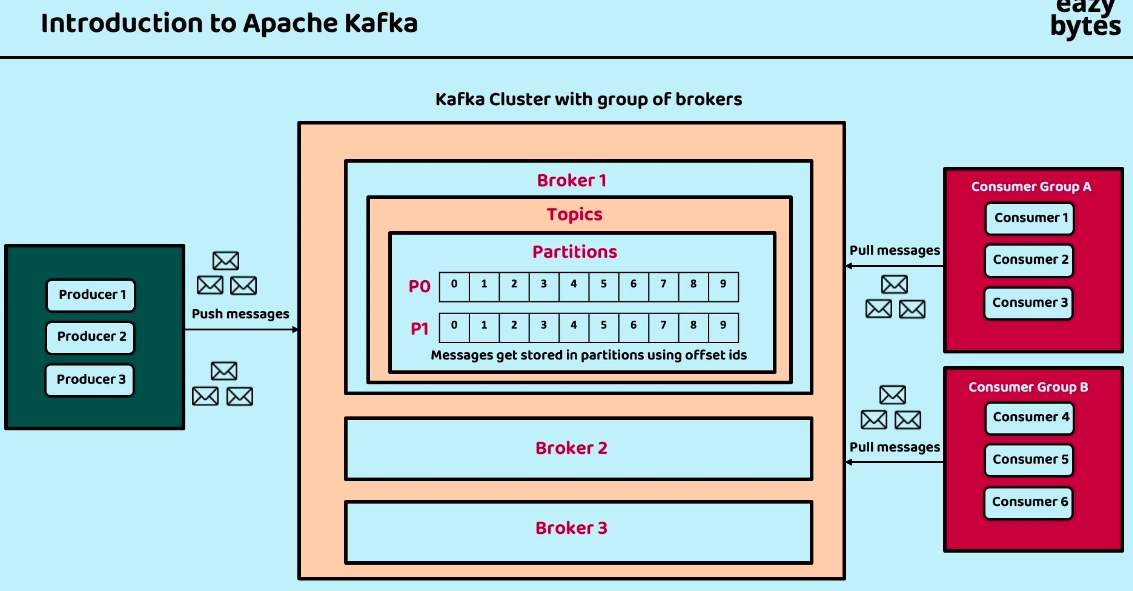 Introduction to Apache Kafka
eazy
bytes
Kafka Cluster with group of brokers
Producer 1
Producer 2
Producer 3
Push messages
Broker 1
Topics
Partitions
P0 0 1 2 3 4 5 6 7 8 9
P1 0 1 2 3 4 5 6 7 8 9
Messages get stored in partitions using offset ids
Broker 2
Broker 3
Pull messages
Pull messages
Consumer Group A
Consumer 1
Consumer 2
Consumer 3
Consumer Group B
Consumer 4
Consumer 5
Consumer 6